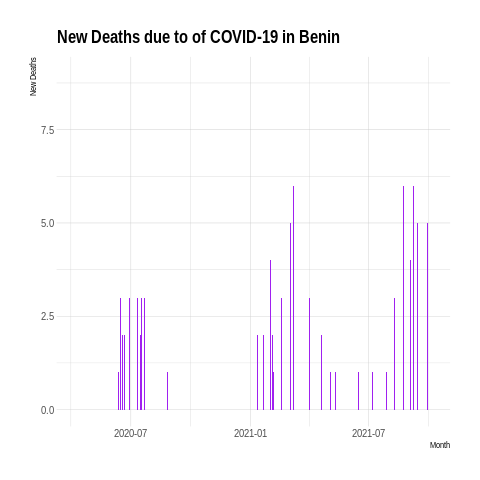 New Deaths due to of COVID-19 in Benin
New Deaths
7.5
5.0
2.5
0.0
2020-07
2021-01
2021-07
Month